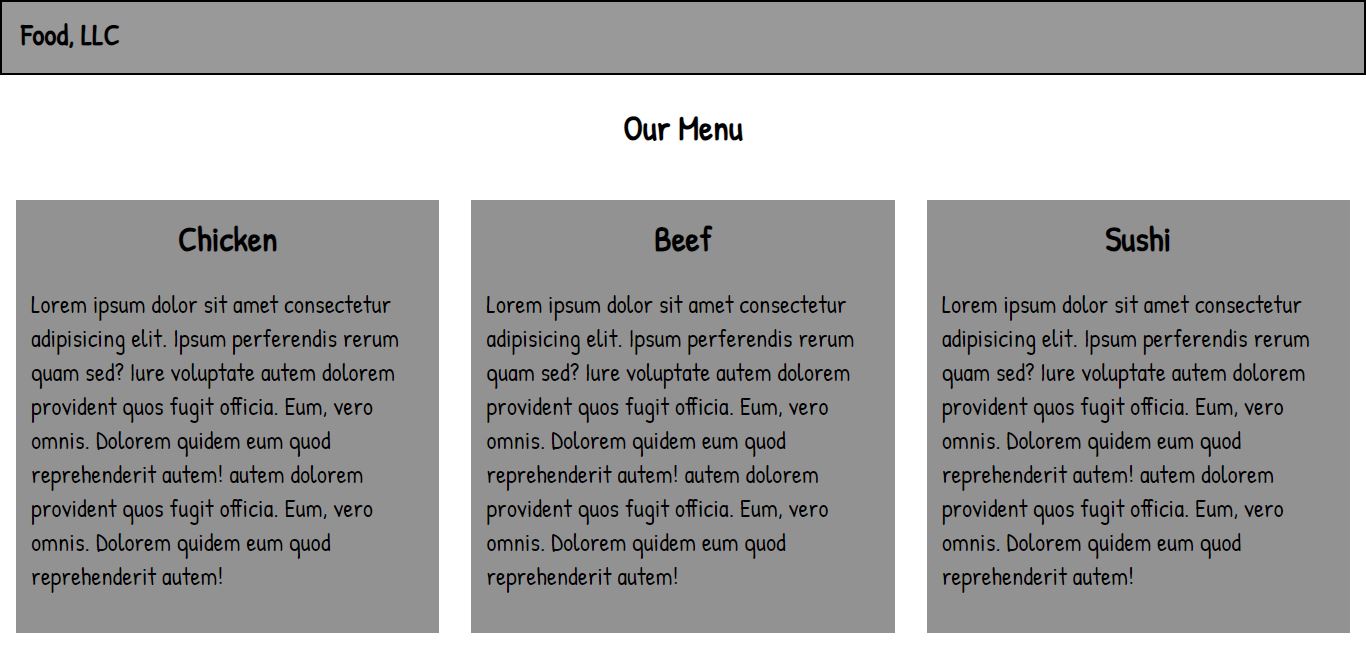 Food, LLC
Our Menu
Chicken
Lorem ipsum dolor sit amet consectetur
adipisicing elit. Ipsum perferendis rerum
quam sed? Iure voluptate autem dolorem
provident quos fugit officia. Eum, vero
omnis. Dolorem quidem eum quod
reprehenderit autem! autem dolorem
provident quos fugit officia. Eum, vero
omnis. Dolorem quidem eum quod
reprehenderit autem!
Beef
Lorem ipsum dolor sit amet consectetur
adipisicing elit. Ipsum perferendis rerum
quam sed? Iure voluptate autem dolorem
provident quos fugit officia. Eum, vero
omnis. Dolorem quidem eum quod
reprehenderit autem! autem dolorem
provident quos fugit officia. Eum, vero
omnis. Dolorem quidem eum quod
reprehenderit autem!
Sushi
Lorem ipsum dolor sit amet consectetur
adipisicing elit. Ipsum perferendis rerum
quam sed? Iure voluptate autem dolorem
provident quos fugit officia. Eum, vero
omnis. Dolorem quidem eum quod
reprehenderit autem! autem dolorem
provident quos fugit officia. Eum, vero
omnis. Dolorem quidem eum quod
reprehenderit autem!